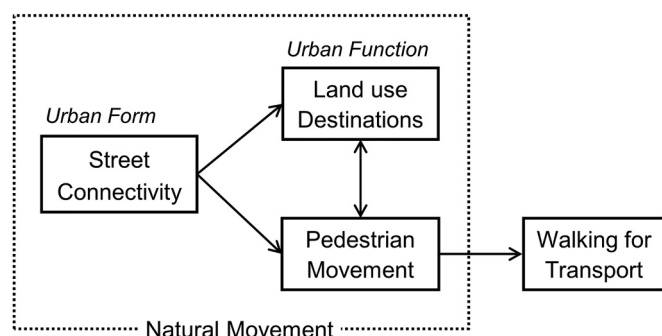 Urban Function
Land use
Destinations
Urban Form
Street
Connectivity
Pedestrian
Movement
Walking for
Transport
Natural Movement